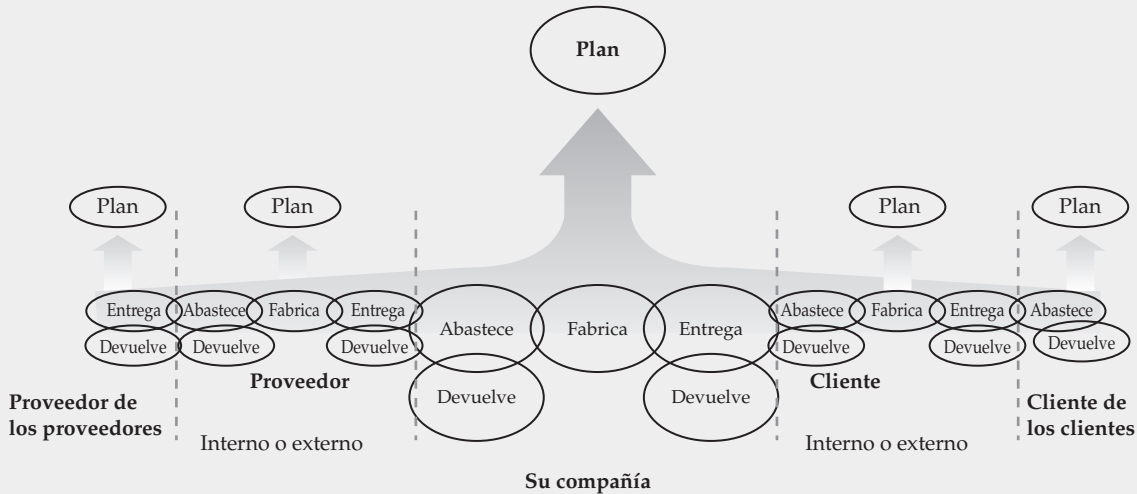 Plan
Plan
Plan
Plan
Plan
Entrega
Abastece
Fabrica
Entrega
Abastece
Fabrica
Entrega
Abastece
Fabrica
Entrega
Abastece
Devuelve
Devuelve
Devuelve
Devuelve
Devuelve
Devuelve
Devuelve
Devuelve
Proveedor
Cliente
Proveedor de
los proveedores
Interno o externo
Interno o externo
Cliente de
los clientes
Su compañía